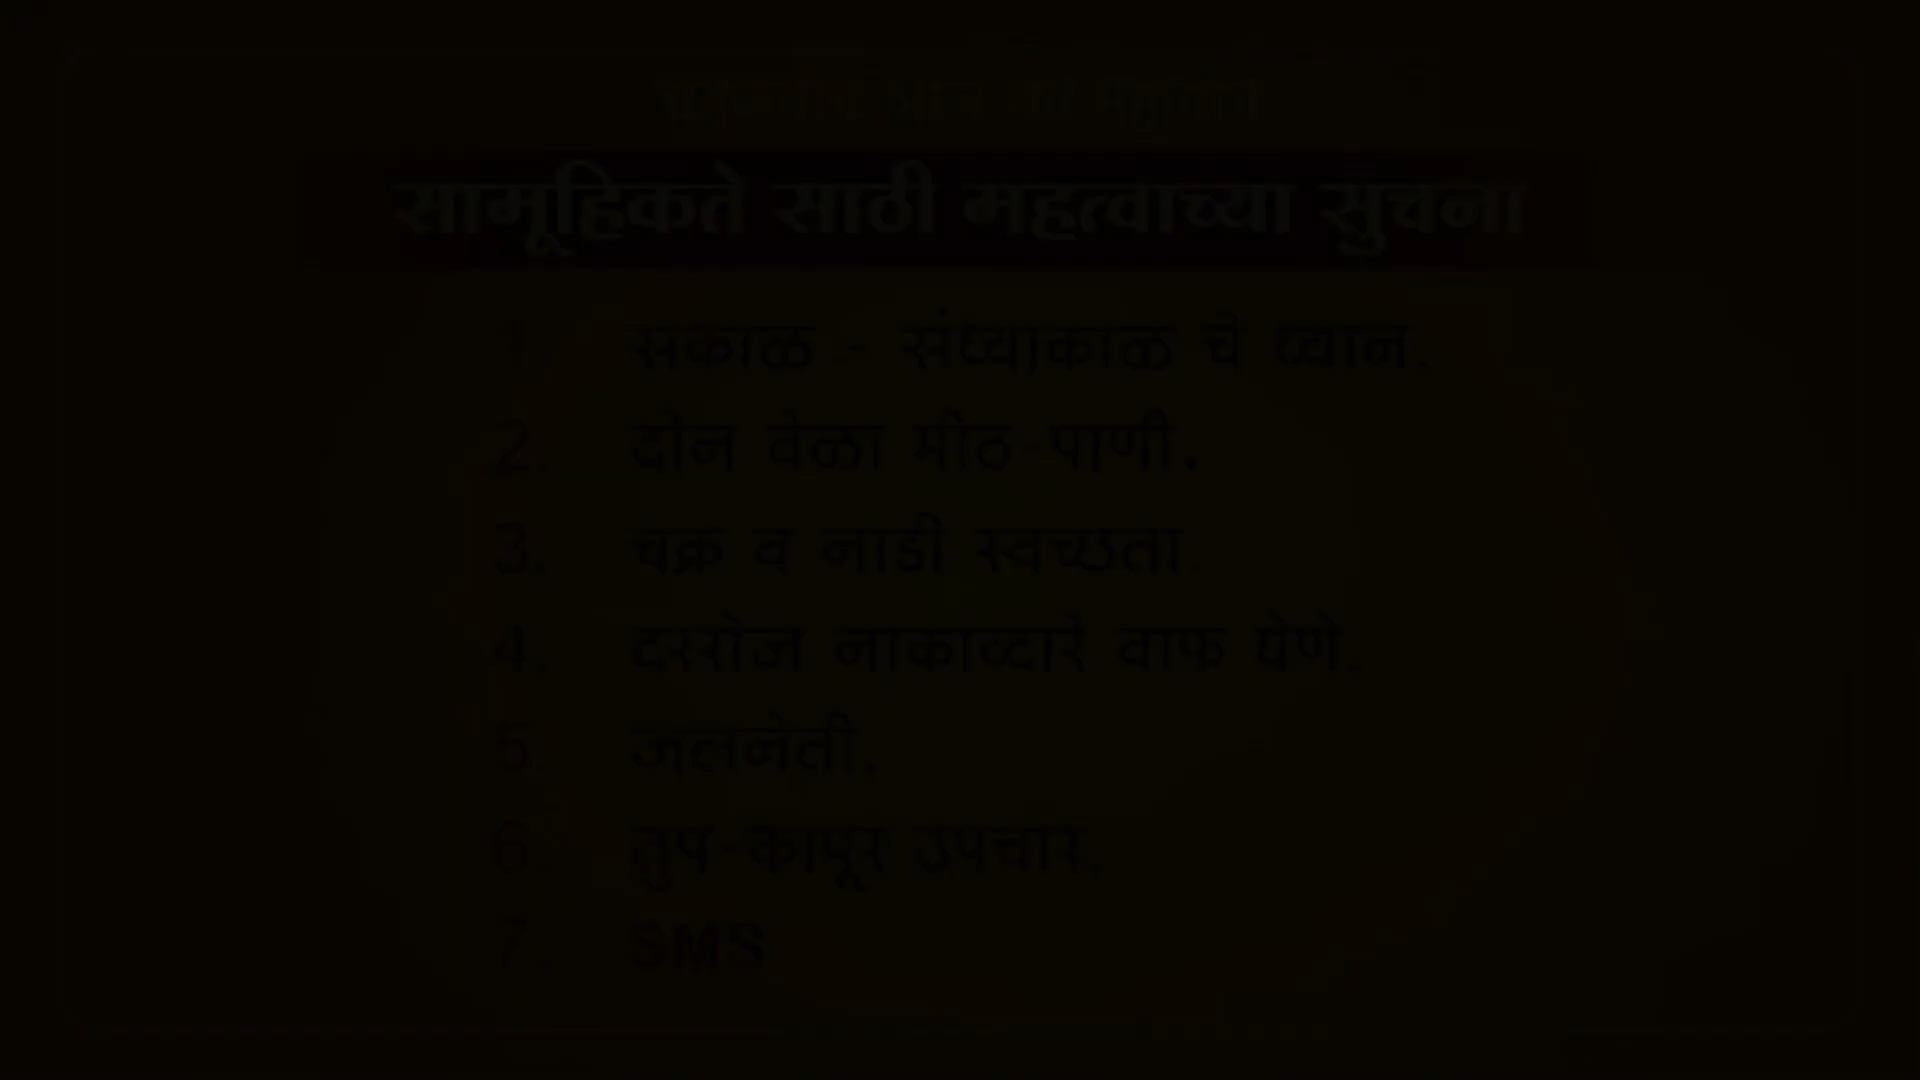 सामूहिकते साठी महत्वाच्या सुचना
1. सकाळ - संध्याकाळ चे ध्यान.
2. दोन वेळा मीठ-पाणी.
3. चक्र व नाडी स्वच्छता.
4. दररोज नाकाव्दारे वाफ घेणे.
5. जलनेती.
6. तुप-कापूर उपचार.
7. SMS